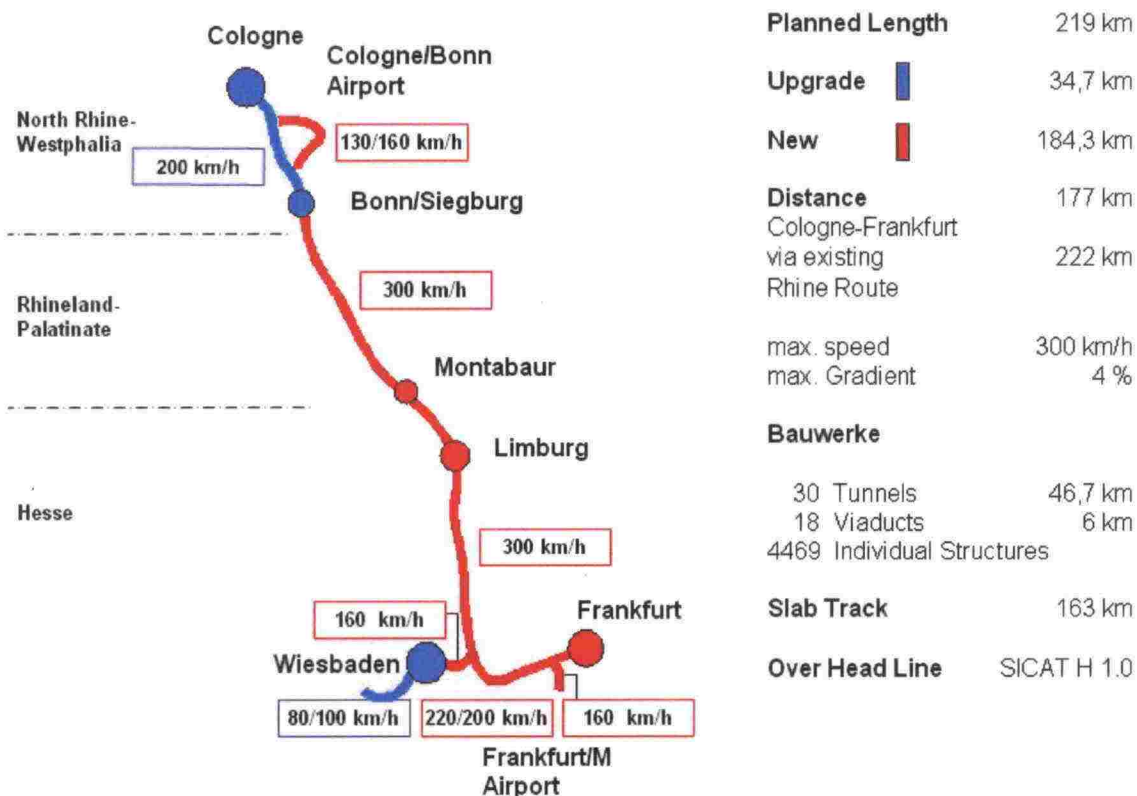 Cologne
Cologne/Bonn
Airport
North Rhine-
Westphalia
130/160 km/h
200 km/h
Bonn/Siegburg
300 km/h
Rhineland-
Palatinate
Montabaur
Limburg
Hesse
300 km/h
160 km/h
Frankfurt
Wiesbaden
80/100 km/h
220/200 km/h
160 km/h
Frankfurt/M
Airport
Planned Length 219 km
Upgrade 34,7 km
New 184,3 km
Distance 177 km
Cologne-Frankfurt
via existing 222 km
Rhine Route
max. speed 300 km/h
max. Gradient 4 %
Bauwerke
30 Tunnels 46,7 km
18 Viaducts 6 km
4469 Individual Structures
Slab Track 163 km
Over Head Line SICAT H 1.0